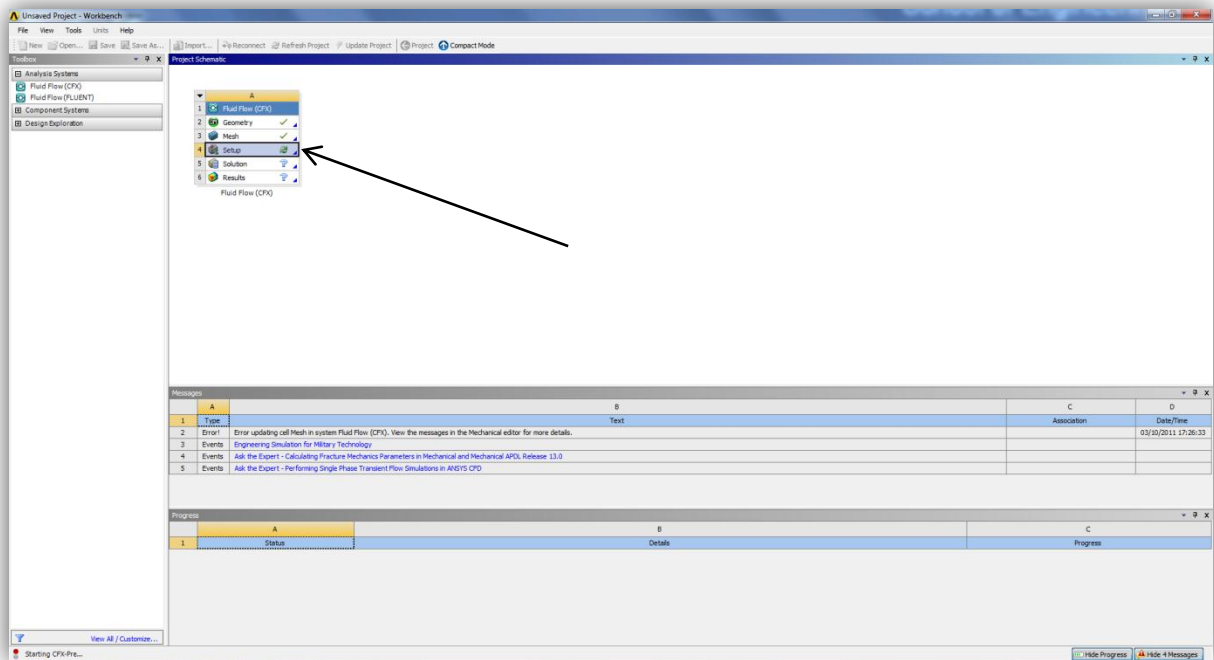 Unsaved Project - Workbench
File View Tools Units Help
New Open... Save Save As... Import... Reconnect Refresh Project Update Project Project Compact Mode
Toolbox
Project Schematic
Analysis Systems
Fluid Flow (CFX)
Fluid Flow (FLUENT)
Component Systems
Design Exploration
A
1 Fluid Flow (CFX)
2 Geometry
3 Mesh
4 Setup
5 Solution
6 Results
Fluid Flow (CFX)
Messages
A B C D
1 Type Text Association Date/Time
2 Error! Error updating cell Mesh in system Fluid Flow (CFX). View the messages in the Mechanical editor for more details. 03/10/2011 17:26:33
3 Events Engineering Simulation for Military Technology
4 Events Ask the Expert - Calculating Fracture Mechanics Parameters in Mechanical and Mechanical APDL Release 13.0
5 Events Ask the Expert - Performing Single Phase Transient Flow Simulations in ANSYS CFD
Progress
A B C
1 Status Details Progress
View All / Customize...
Starting CFX-Pre...
Hide Progress Hide 4 Messages